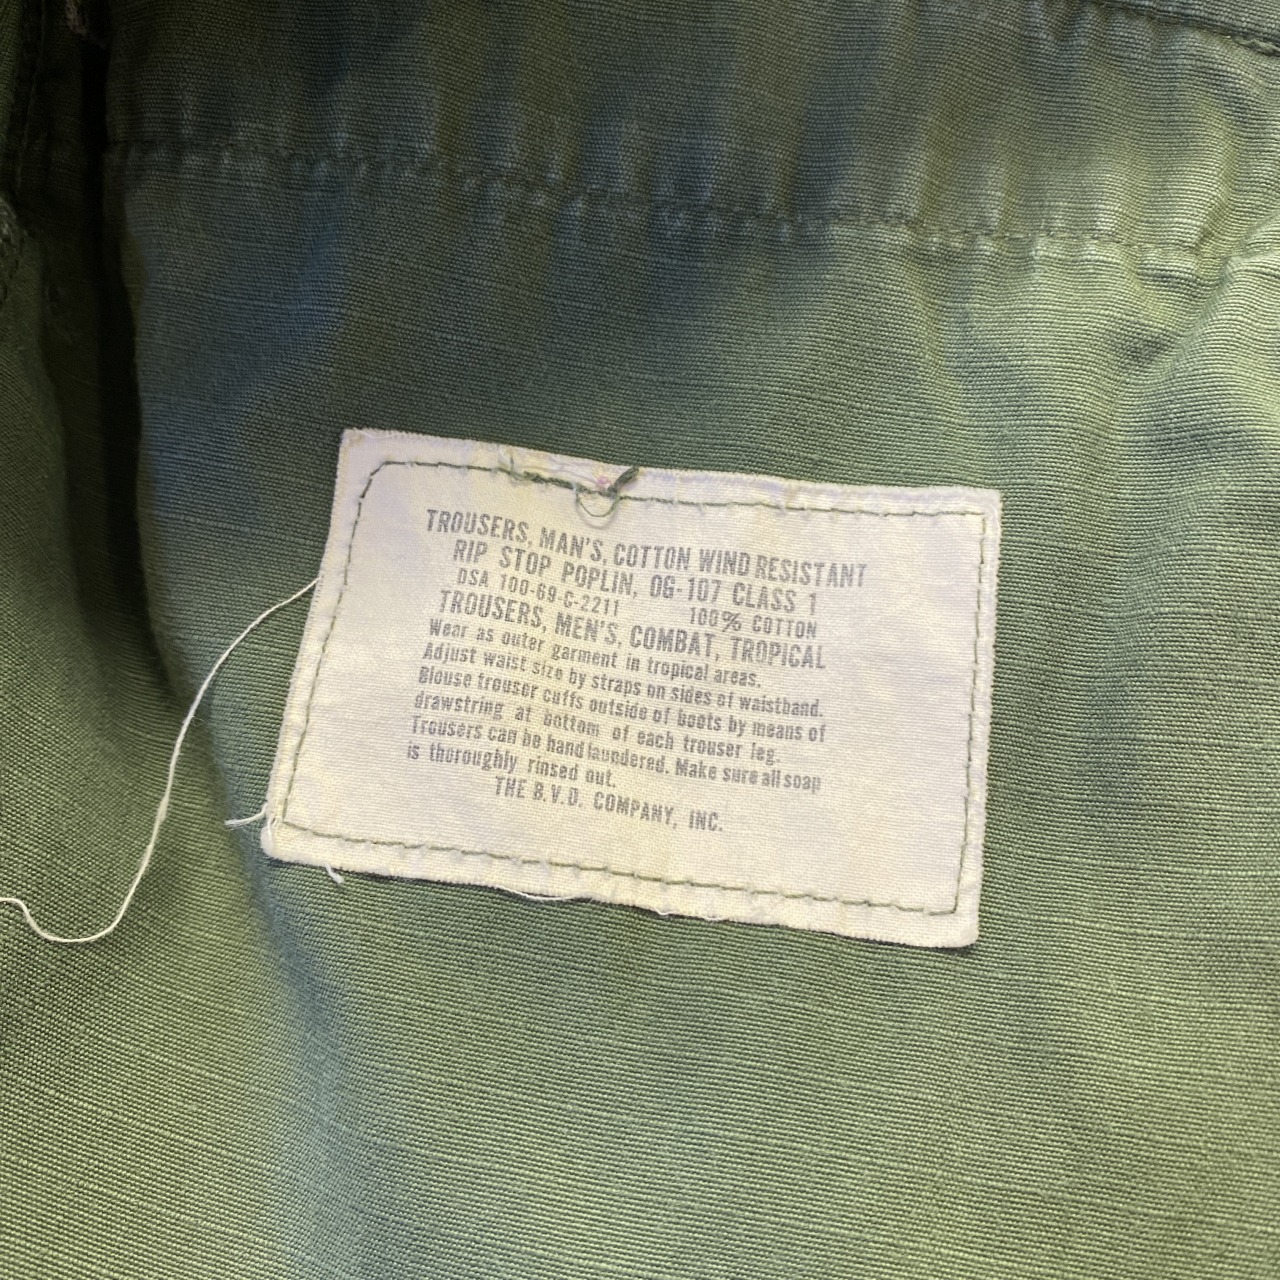 TROUSERS, MAN'S, COTTON WIND RESISTANT
RIP STOP POPLIN, OG-107 CLASS 1
DSA 100-69-C-2211 100% COTTON
TROUSERS, MEN'S, COMBAT, TROPICAL
Wear as outer garment in tropical areas.
Adjust waist size by straps on sides of waistband.
Blouse trouser cuffs outside of boots by means of
drawstring at bottom of each trouser leg.
Trousers can be hand laundered. Make sure all soap
is thoroughly rinsed out.
THE B.V.D. COMPANY, INC.